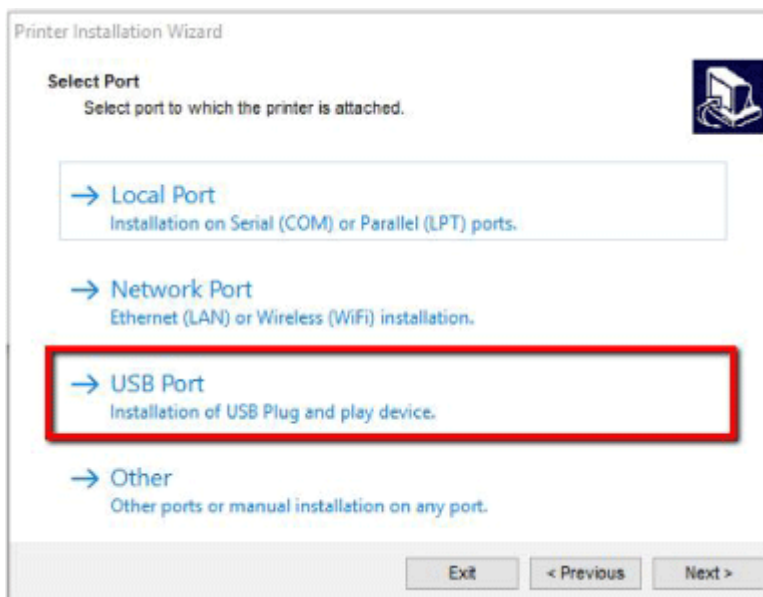 Printer Installation Wizard
Select Port
Select port to which the printer is attached.
→ Local Port
Installation on Serial (COM) or Parallel (LPT) ports.
→ Network Port
Ethernet (LAN) or Wireless (WiFi) installation.
→ USB Port
Installation of USB Plug and play device.
→ Other
Other ports or manual installation on any port.
Exit < Previous Next >